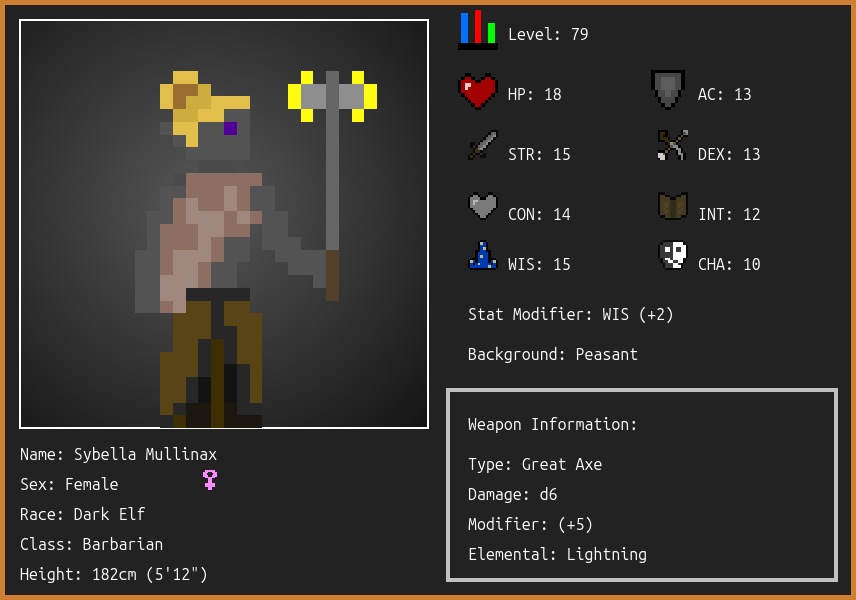 Level: 79
HP: 18
AC: 13
STR: 15
DEX: 13
CON: 14
INT: 12
WIS: 15
CHA: 10
Stat Modifier: WIS (+2)
Background: Peasant
Weapon Information:
Type: Great Axe
Damage: d6
Modifier: (+5)
Elemental: Lightning
Name: Sybella Mullinax
Sex: Female
Race: Dark Elf
Class: Barbarian
Height: 182cm (5'12")